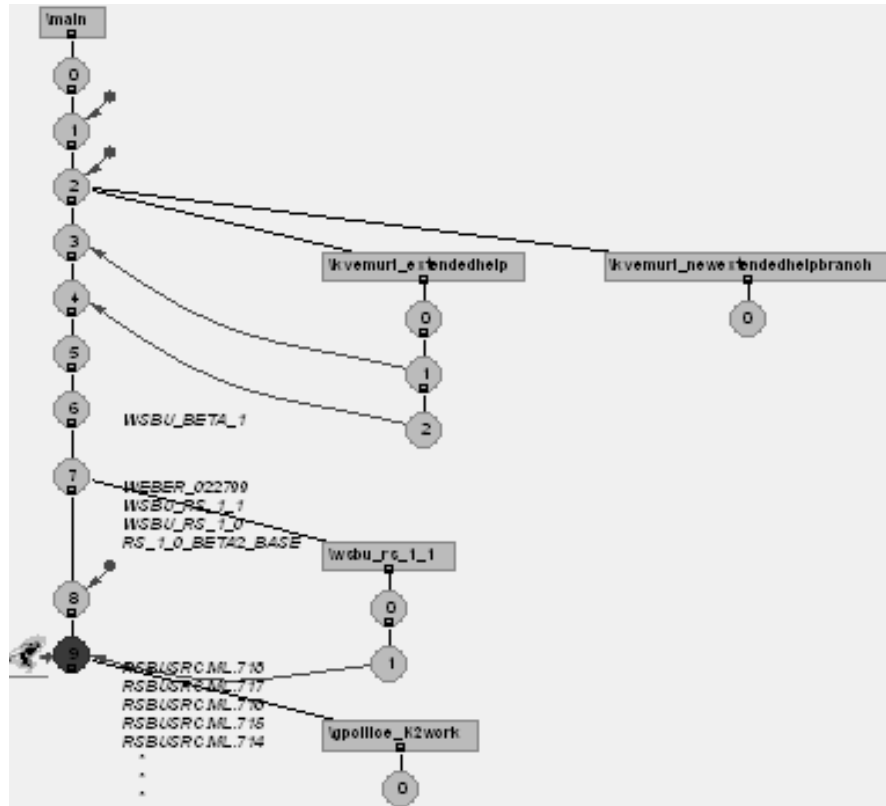 \main
0
1
2
3
\kvemuri_extendedhelp
\kvemuri_newextendedhelpbranch
4
0
0
5
1
6
WSBU_BETA_1
2
7
WEBER_022799
WSBU_RS_1_1
WSBU_RS_1_0
RS_1_0_BETA2_BASE
\wsbu_rs_1_1
8
0
9
1
RSBUSRC.ML.718
RSBUSRC.ML.717
RSBUSRC.ML.716
RSBUSRC.ML.715
RSBUSRC.ML.714
\gpollice_K2work
0